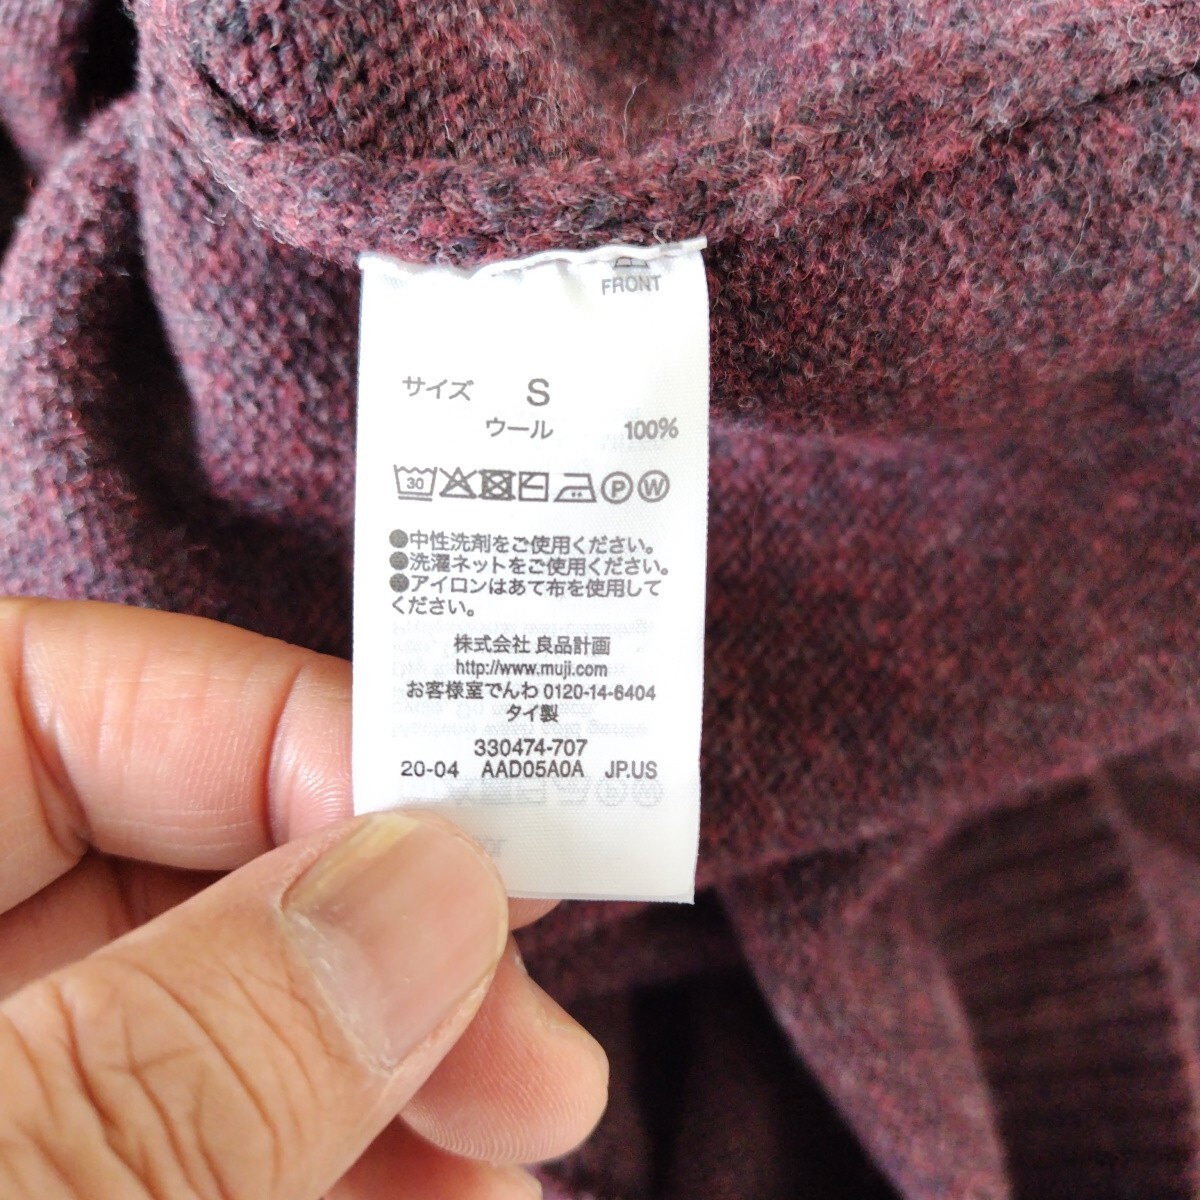 FRONT
サイズ S
ウール 100%
30 P W
●中性洗剤をご使用ください。
●洗濯ネットをご使用ください。
●アイロンはあて布を使用して
ください。
株式会社 良品計画
http://www.muji.com
お客様室でんわ 0120-14-6404
タイ製
330474-707
20-04 AAD05A0A JP.US